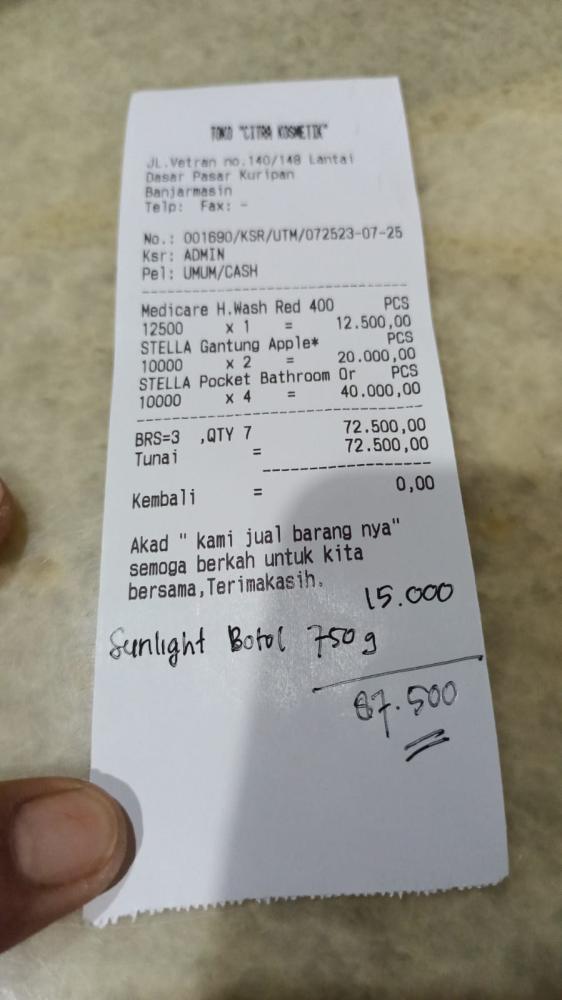 TOKO "CITRA KOSMETIK"
JL.Vetran no.140/148 Lantai
Dasar Pasar Kuripan
Banjarmasin
Telp: Fax: -
No.: 001690/KSR/UTM/072523-07-25
Ksr: ADMIN
Pel: UMUM/CASH
Medicare H.Wash Red 400 PCS
12500 x 1 = 12.500,00
STELLA Gantung Apple* PCS
10000 x 2 = 20.000,00
STELLA Pocket Bathroom Or PCS
10000 x 4 = 40.000,00
BRS=3 ,QTY 7 72.500,00
Tunai = 72.500,00
Kembali = 0,00
Akad " kami jual barang nya"
semoga berkah untuk kita
bersama,Terimakasih.
15.000
Sunlight Botol 750 g
87.500